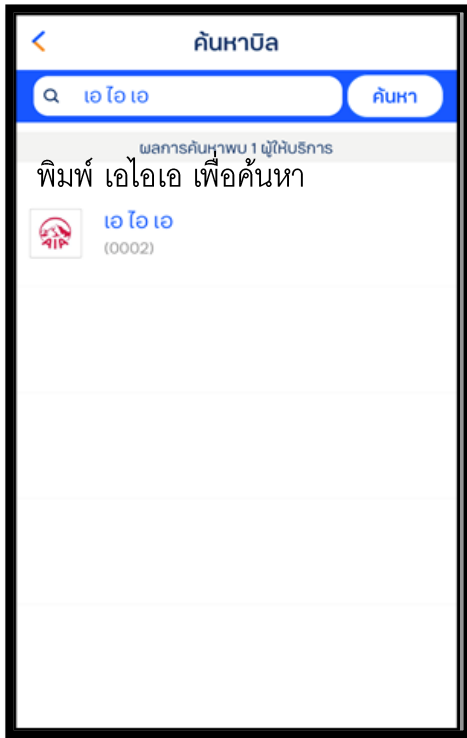 ค้นหาบิล
เอ ไอ เอ
ค้นหา
ผลการค้นหาพบ 1 ผู้ให้บริการ
พิมพ์ เอไอเอ เพื่อค้นหา
เอ ไอ เอ
AIA
(0002)